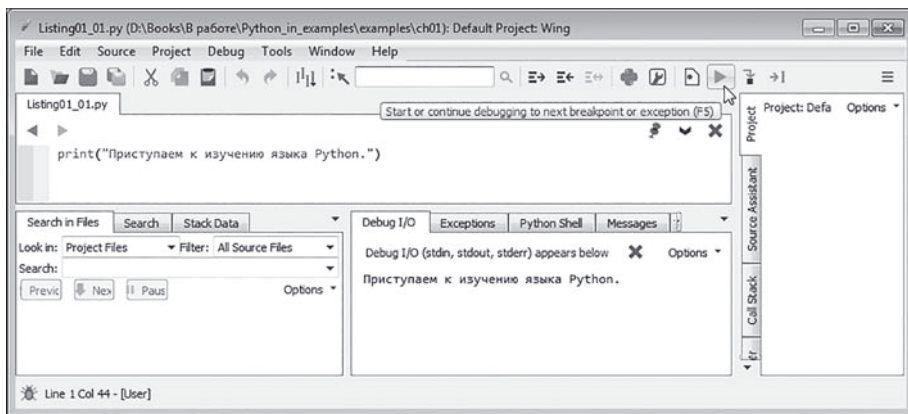 Listing01_01.py (D:\Books\В работе\Python_in_examples\examples\ch01): Default Project: Wing
File Edit Source Project Debug Tools Window Help
Listing01_01.py
Start or continue debugging to next breakpoint or exception (F5)
Project: Defa Options
Project
print("Приступаем к изучению языка Python.")
Source Assistant
Search in Files Search Stack Data
Debug I/O Exceptions Python Shell Messages
Look in: Project Files Filter: All Source Files
Debug I/O (stdin, stdout, stderr) appears below Options
Search:
Приступаем к изучению языка Python.
Previc Nex Paus Options
Call Stack
Line 1 Col 44 - [User]